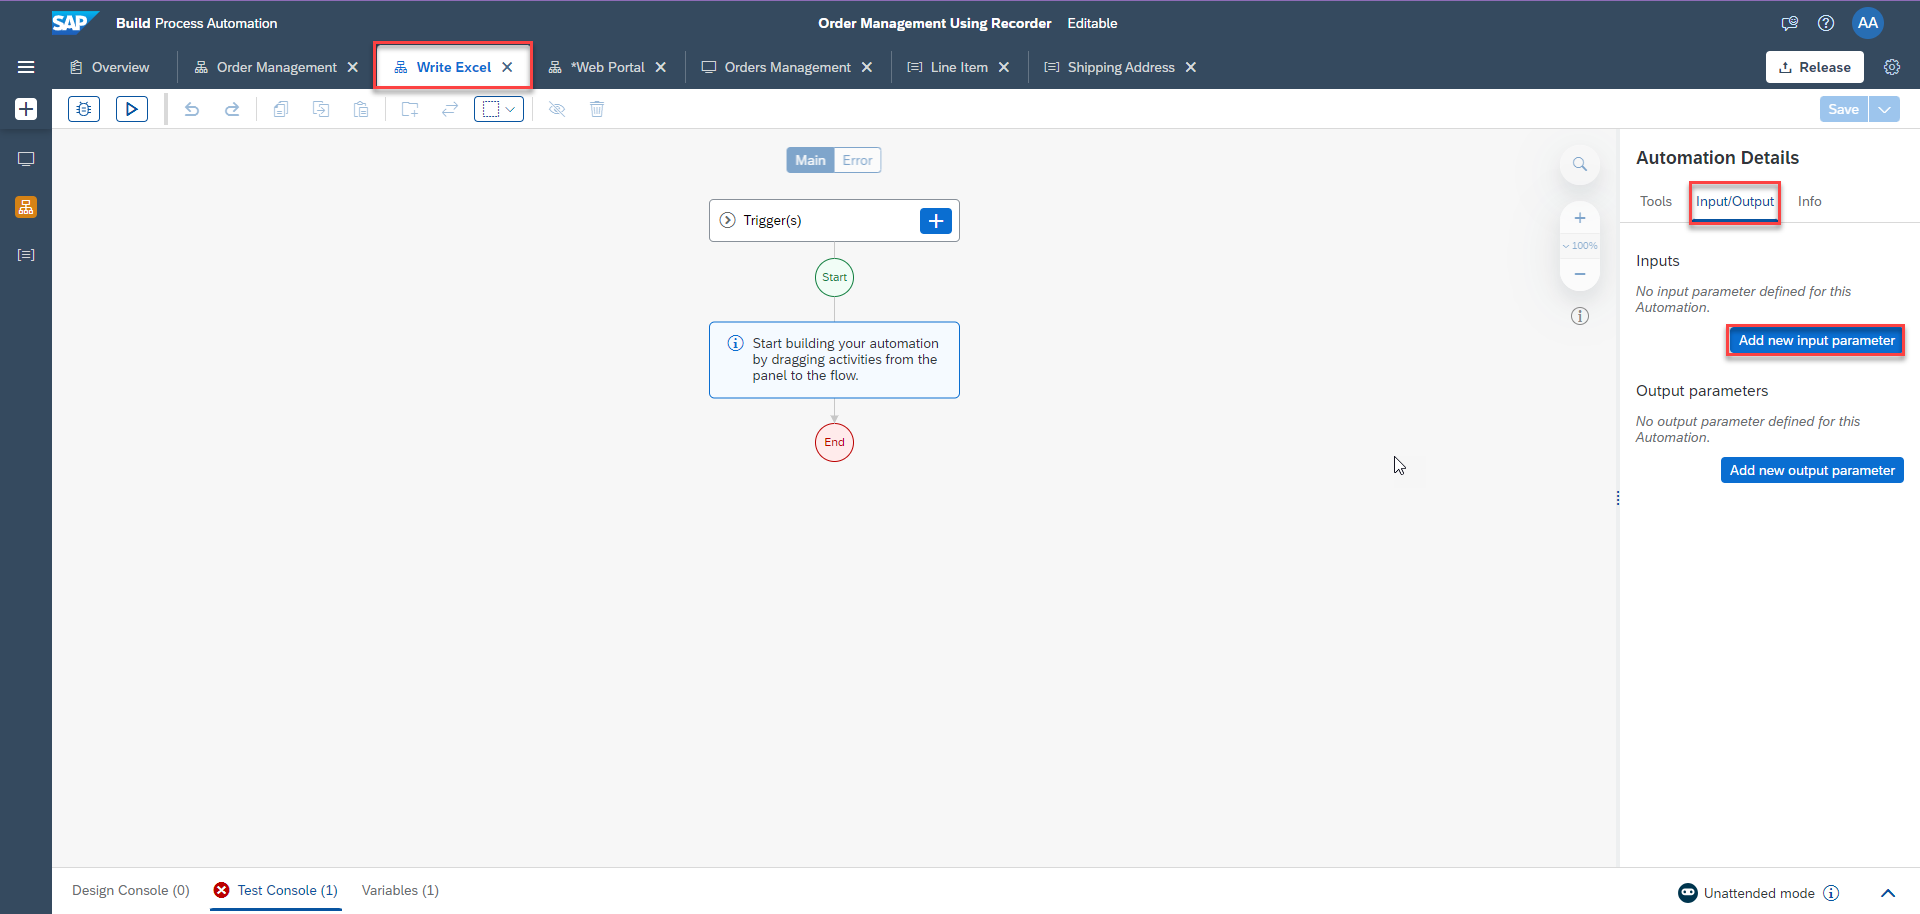 SAP Build Process Automation
Order Management Using Recorder Editable
AA
Overview
Order Management
Write Excel
*Web Portal
Orders Management
Line Item
Shipping Address
Release
Save
Main Error
Trigger(s)
Start
Start building your automation
by dragging activities from the
panel to the flow.
End
100%
Automation Details
Tools Input/Output Info
Inputs
No input parameter defined for this
Automation.
Add new input parameter
Output parameters
No output parameter defined for this
Automation.
Add new output parameter
Design Console (0) Test Console (1) Variables (1)
Unattended mode